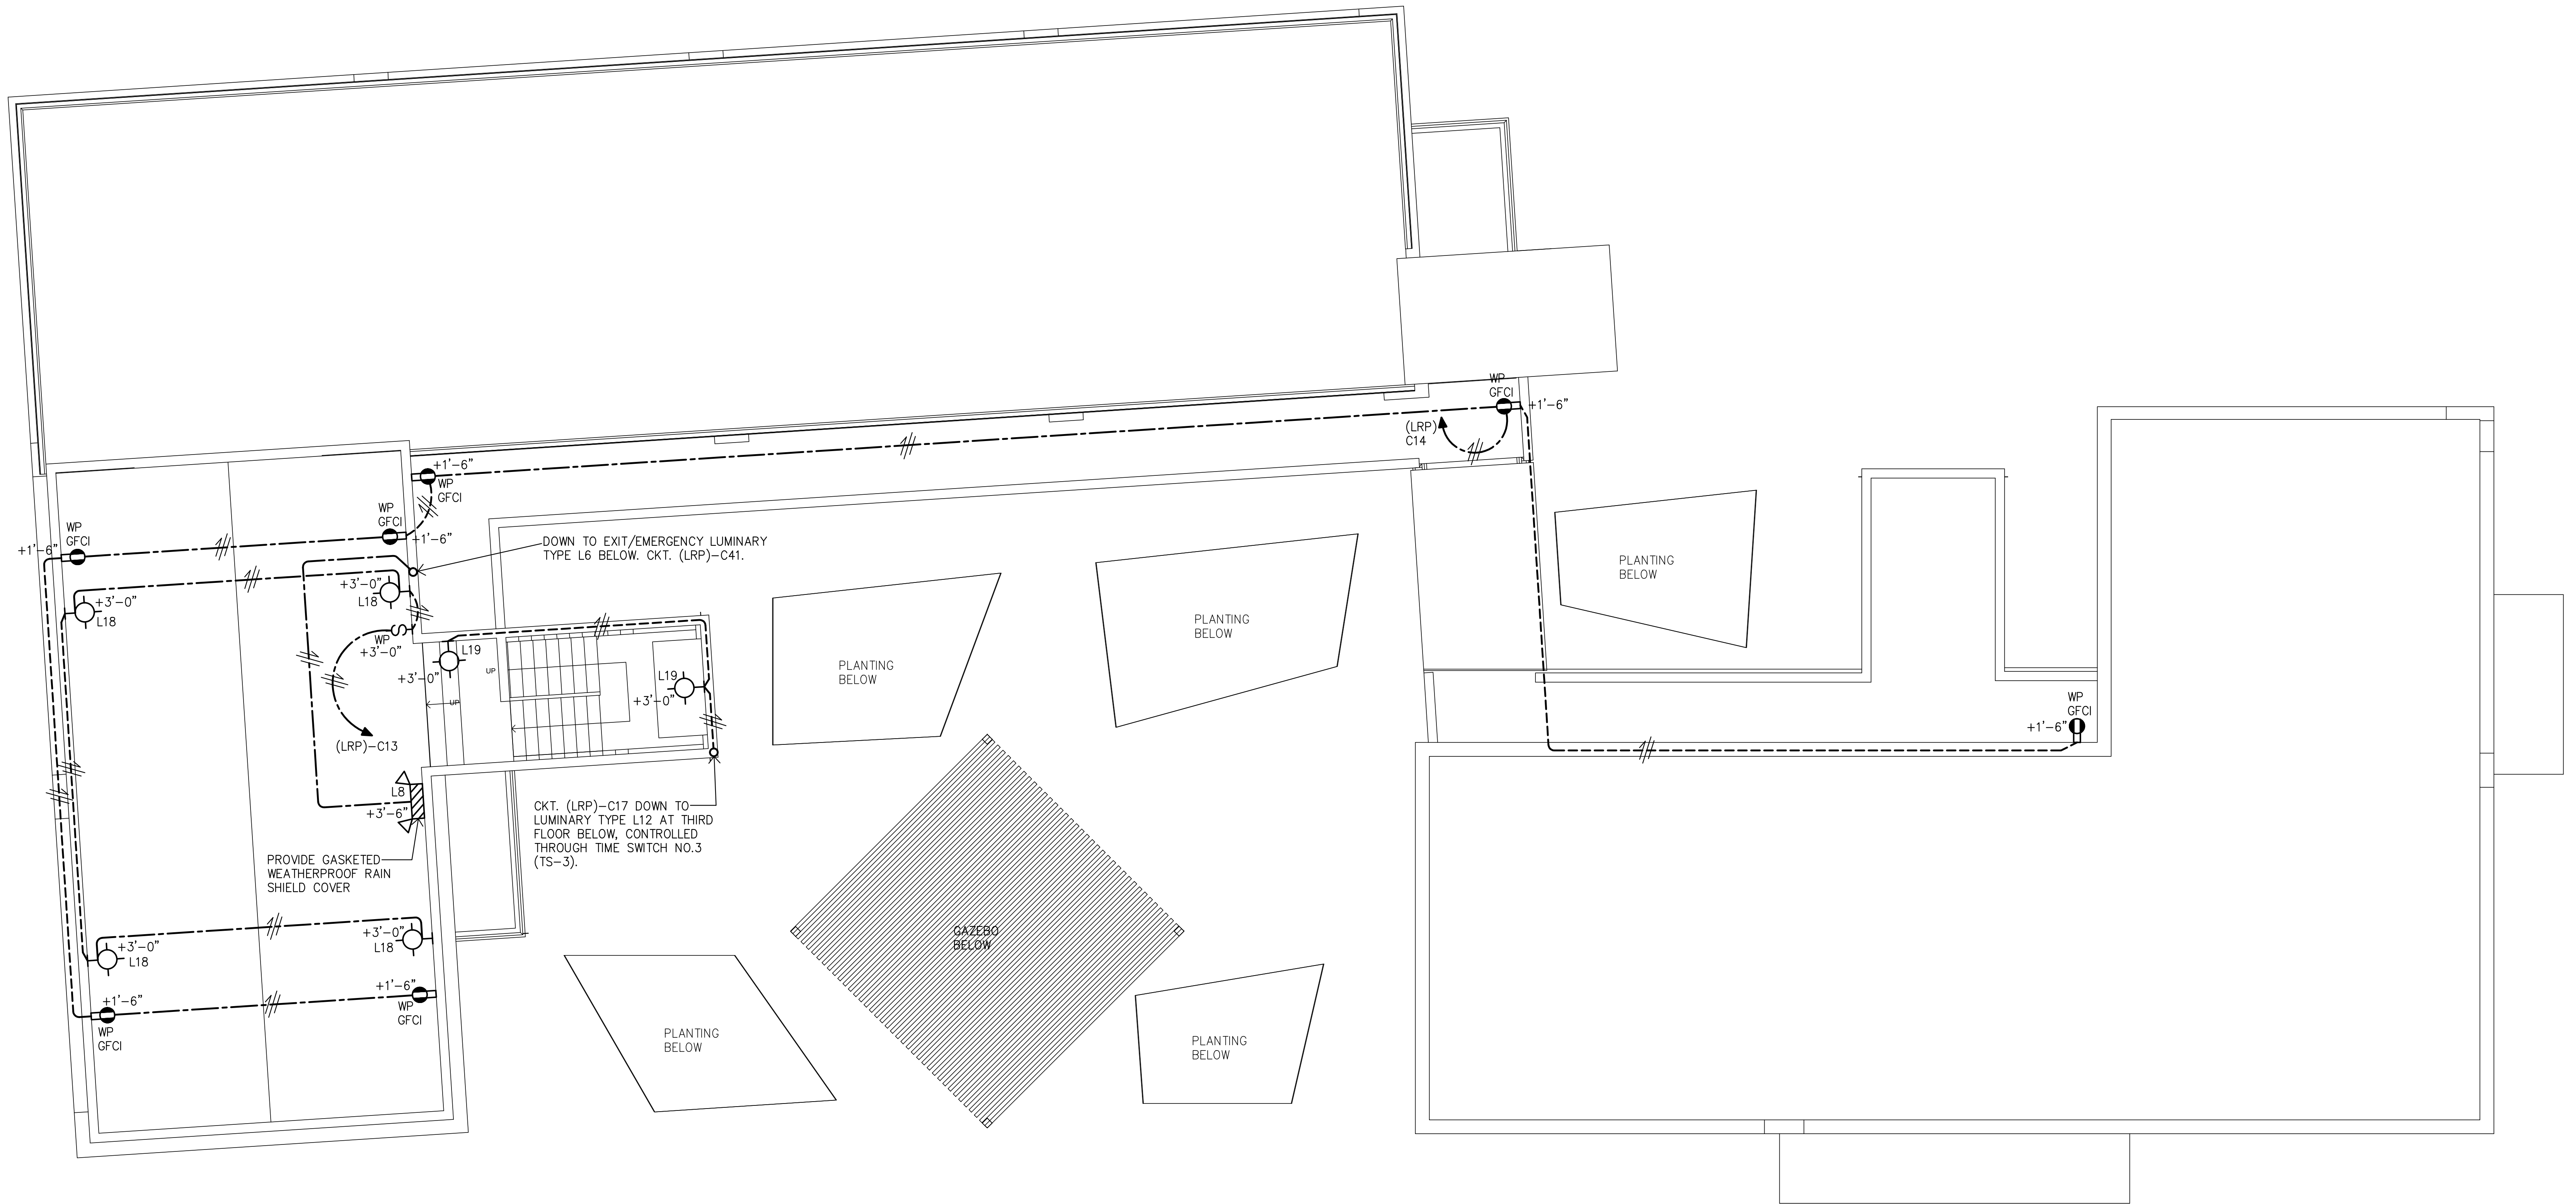 WP
GFCI
+1'-6"
(LRP)
C14
+1'-6"
WP
GFCI
WP
GFCI
+1'-6"
WP
GFCI
+1'-6"
DOWN TO EXIT/EMERGENCY LUMINARY
TYPE L6 BELOW. CKT. (LRP)-C41.
+3'-0"
L18
+3'-0"
L18
WP
+3'-0"
L19
+3'-0"
UP
UP
L19
+3'-0"
(LRP)-C13
L8
+3'-6"
PROVIDE GASKETED
WEATHERPROOF RAIN
SHIELD COVER
CKT. (LRP)-C17 DOWN TO
LUMINARY TYPE L12 AT THIRD
FLOOR BELOW, CONTROLLED
THROUGH TIME SWITCH NO.3
(TS-3).
PLANTING
BELOW
PLANTING
BELOW
PLANTING
BELOW
WP
GFCI
+1'-6"
GAZEBO
BELOW
+3'-0"
L18
+3'-0"
L18
+1'-6"
WP
GFCI
+1'-6"
WP
GFCI
PLANTING
BELOW
PLANTING
BELOW